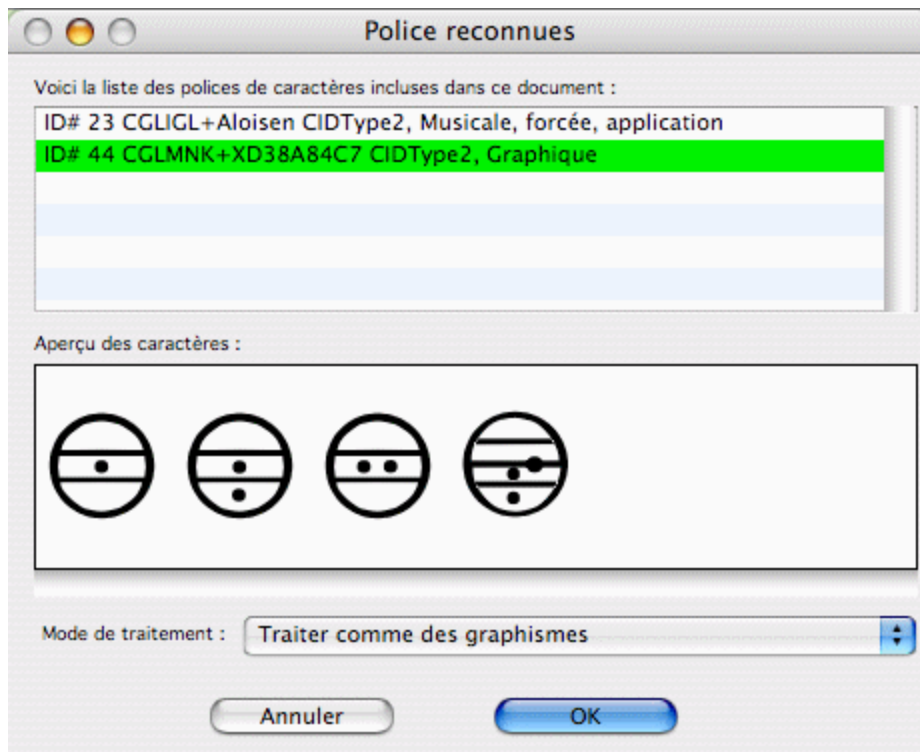 Police reconnues
Voici la liste des polices de caractères incluses dans ce document :
ID# 23 CGLIGL+Aloisen CIDType2, Musicale, forcée, application
ID# 44 CGLMNK+XD38A84C7 CIDType2, Graphique
Aperçu des caractères :
Mode de traitement : Traiter comme des graphismes
Annuler OK